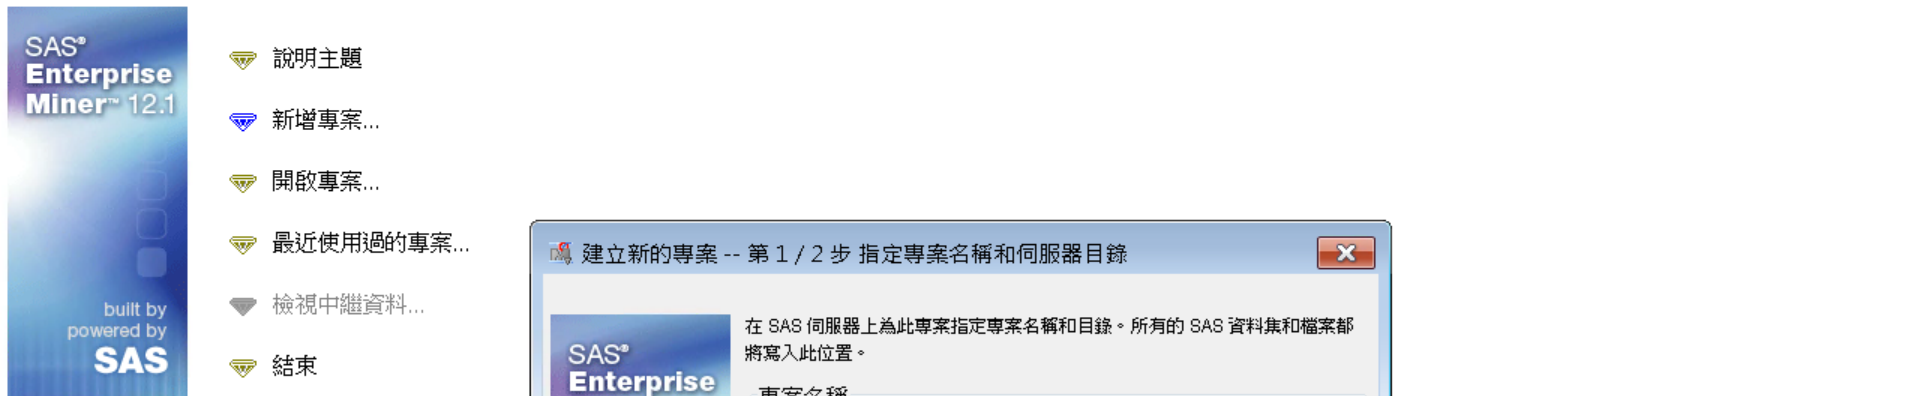 SAS®
Enterprise
Miner™ 12.1
built by
powered by
SAS
說明主題
新增專案...
開啟專案...
最近使用過的專案...
檢視中繼資料...
結束
建立新的專案 -- 第 1 / 2 步 指定專案名稱和伺服器目錄
SAS®
Enterprise
在 SAS 伺服器上為此專案指定專案名稱和目錄。所有的 SAS 資料集和檔案都
將寫入此位置。
專案名稱